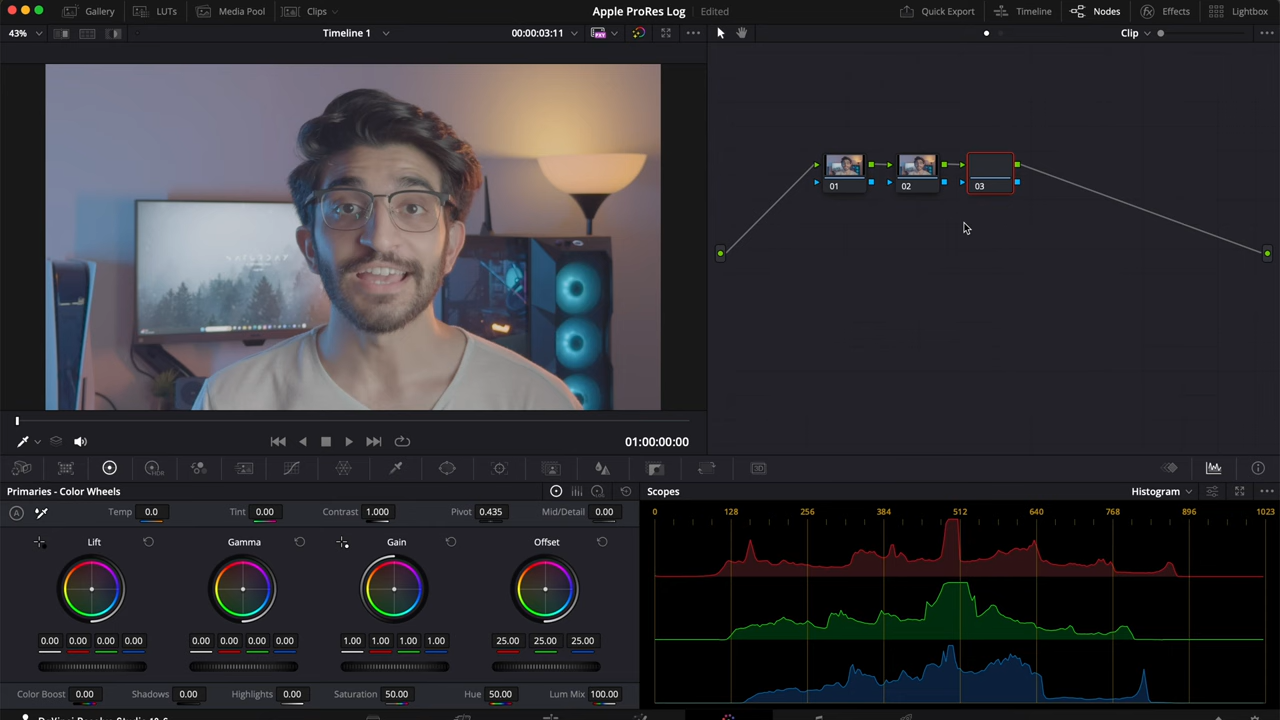 Gallery LUTs Media Pool Clips Apple ProRes Log Edited Quick Export Timeline Nodes Effects Lightbox
43% Timeline 1 00:00:03:11 Clip
01 02 03
01:00:00:00
Primaries - Color Wheels
Scopes Histogram
A Temp 0.0 Tint 0.00 Contrast 1.000 Pivot 0.435 Mid/Detail 0.00
0 128 256 384 512 640 768 896 1023
Lift Gamma Gain Offset
0.00 0.00 0.00 0.00 0.00 0.00 0.00 0.00 1.00 1.00 1.00 1.00 25.00 25.00 25.00
Color Boost 0.00 Shadows 0.00 Highlights 0.00 Saturation 50.00 Hue 50.00 Lum Mix 100.00